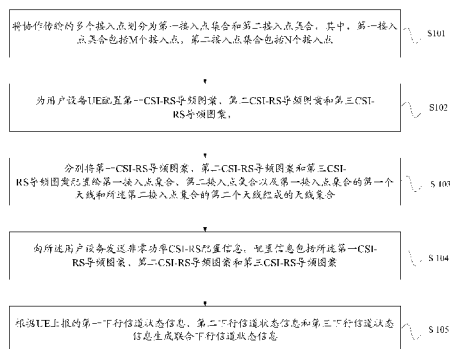 将协作传输的多个接入点划分为第一接入点集合和第二接入点集合，其中，第一接入
点集合包括M个接入点，第二接入点集合包括N个接入点
S101
为用户设备UE配置第一CSI-RS导频图案、第二CSI-RS导频图案和第三CSI-
RS导频图案，
S102
分别将第一CSI-RS导频图案、第二CSI-RS导频图案和第三CSI-
RS导频图案配置给第一接入点集合、第二接入点集合以及第一接入点集合的第一个
天线和所述第二接入点集合的第二个天线组成的天线集合
S103
向所述用户设备发送非零功率CSI-RS配置信息，配置信息包括所述第一CSI-
RS导频图案、第二CSI-RS导频图案和第三CSI-RS导频图案
S104
根据UE上报的第一下行信道状态信息、第二下行信道状态信息和第三下行信道状态
信息生成联合下行信道状态信息
S105